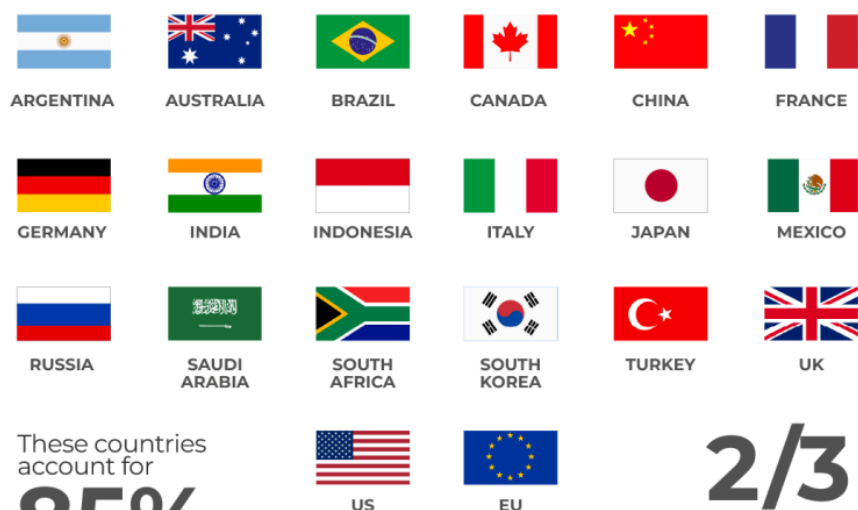 ARGENTINA
AUSTRALIA
BRAZIL
CANADA
CHINA
FRANCE
GERMANY
INDIA
INDONESIA
ITALY
JAPAN
MEXICO
RUSSIA
SAUDI
ARABIA
SOUTH
AFRICA
SOUTH
KOREA
TURKEY
UK
These countries
account for
85%
US
EU
2/3